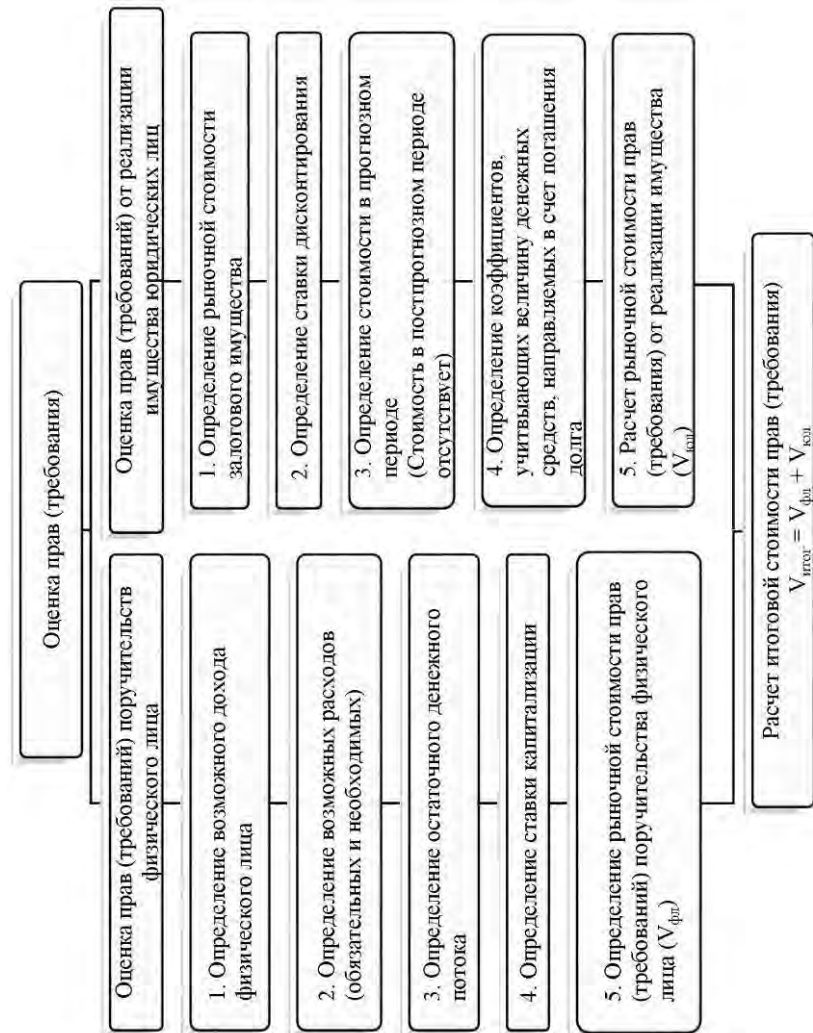 Оценка прав (требования)
Оценка прав (требований) поручительств
физического лица
1. Определение возможного дохода
физического лица
2. Определение возможных расходов
(обязательных и необходимых)
3. Определение остаточного денежного
потока
4. Определение ставки капитализации
5. Определение рыночной стоимости прав
(требований) поручительства физического
лица (Vфл)
Оценка прав (требований) от реализации
имущества юридических лиц
1. Определение рыночной стоимости
залогового имущества
2. Определение ставки дисконтирования
3. Определение стоимости в прогнозном
периоде
(Стоимость в постпрогнозном периоде
отсутствует)
4. Определение коэффициентов,
учитвыающих величину денежных
средств, направляемых в счет погашения
долга
5. Расчет рыночной стоимости прав
(требования) от реализации имущества
(Vюл)
Расчет итоговой стоимости прав (требования)
Vитог = Vфл + Vюл